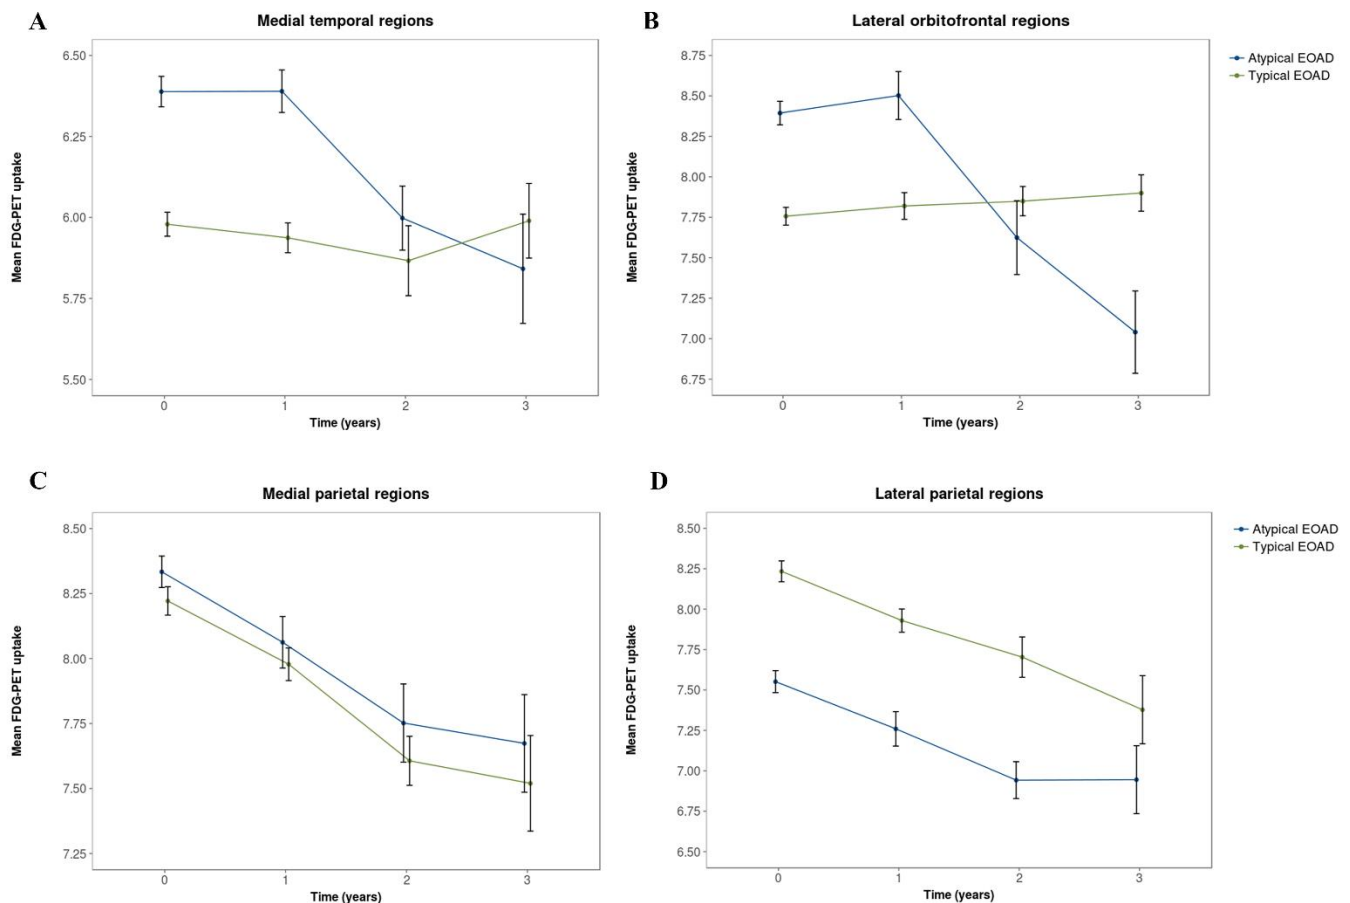 A
Medial temporal regions
Mean FDG-PET uptake
6.50
6.25
6.00
5.75
5.50
0 1 2 3
Time (years)
B
Lateral orbitofrontal regions
Mean FDG-PET uptake
8.75
8.50
8.25
8.00
7.75
7.50
7.25
7.00
6.75
0 1 2 3
Time (years)
Atypical EOAD
Typical EOAD
C
Medial parietal regions
Mean FDG-PET uptake
8.50
8.25
8.00
7.75
7.50
7.25
0 1 2 3
Time (years)
D
Lateral parietal regions
Mean FDG-PET uptake
8.50
8.25
8.00
7.75
7.50
7.25
7.00
6.75
6.50
0 1 2 3
Time (years)
Atypical EOAD
Typical EOAD